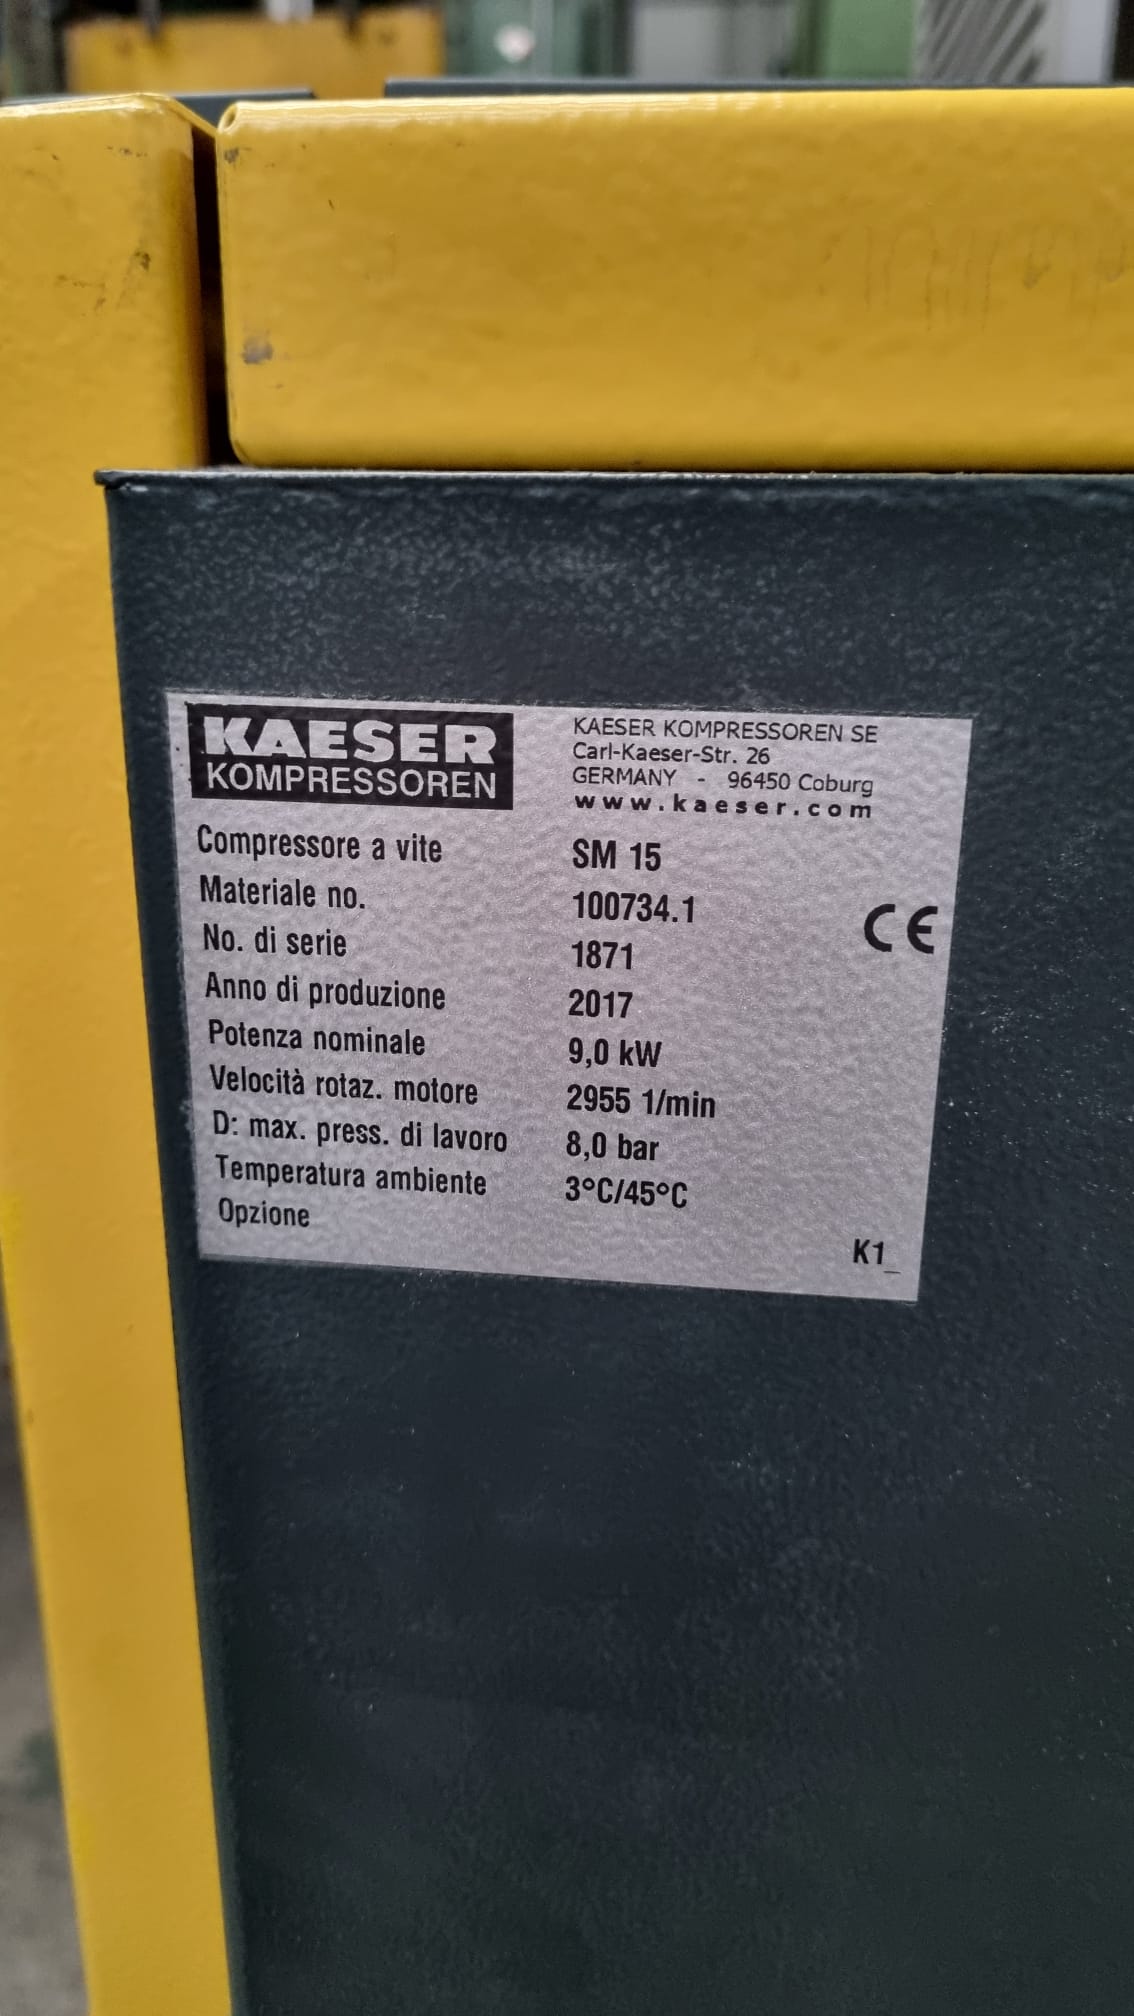 KAESER
KOMPRESSOREN
KAESER KOMPRESSOREN SE
Carl-Kaeser-Str. 26
GERMANY - 96450 Coburg
www.kaeser.com
Compressore a vite SM 15
Materiale no. 100734.1
No. di serie 1871
Anno di produzione 2017
Potenza nominale 9,0 kW
Velocità rotaz. motore 2955 1/min
D: max. press. di lavoro 8,0 bar
Temperatura ambiente 3°C/45°C
Opzione
CE
K1_